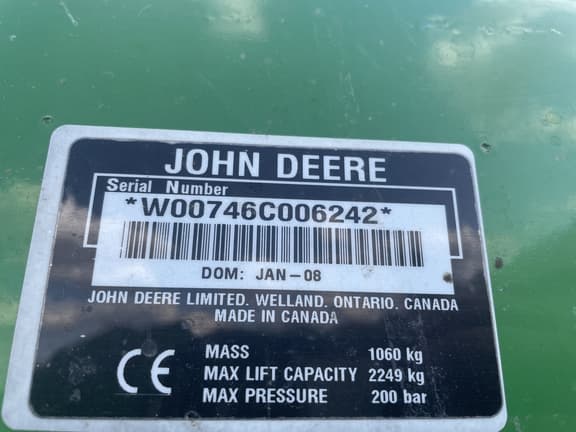 JOHN DEERE
Serial Number
*W00746C006242*
DOM: JAN-08
JOHN DEERE LIMITED. WELLAND. ONTARIO. CANADA
MADE IN CANADA
CE
MASS 1060 kg
MAX LIFT CAPACITY 2249 kg
MAX PRESSURE 200 bar